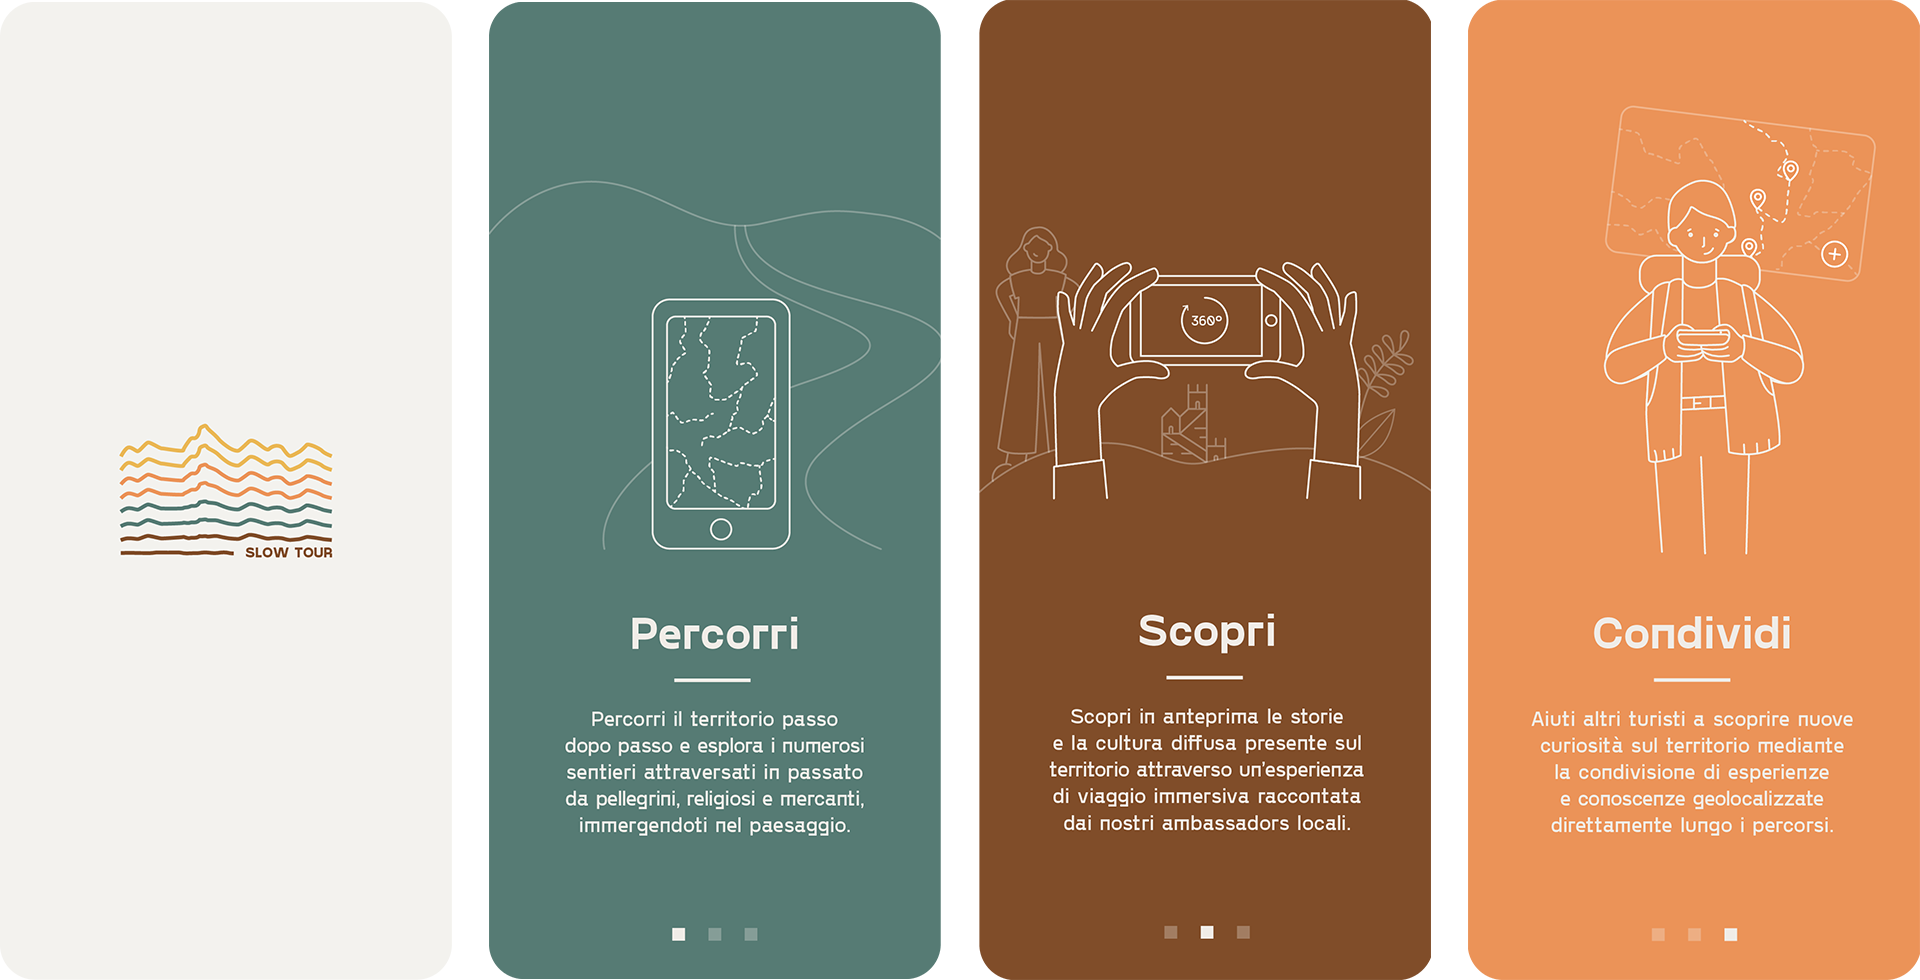 SLOW TOUR
Percorri
Percorri il territorio passo
dopo passo e esplora i numerosi
sentieri attraversati in passato
da pellegrini, religiosi e mercanti,
immergendoti nel paesaggio.
360°
Scopri
Scopri in anteprima le storie
e la cultura diffusa presente sul
territorio attraverso un'esperienza
di viaggio immersiva raccontata
dai nostri ambassadors locali.
Condividi
Aiuti altri turisti a scoprire nuove
curiosità sul territorio mediante
la condivisione di esperienze
e conoscenze geolocalizzate
direttamente lungo i percorsi.